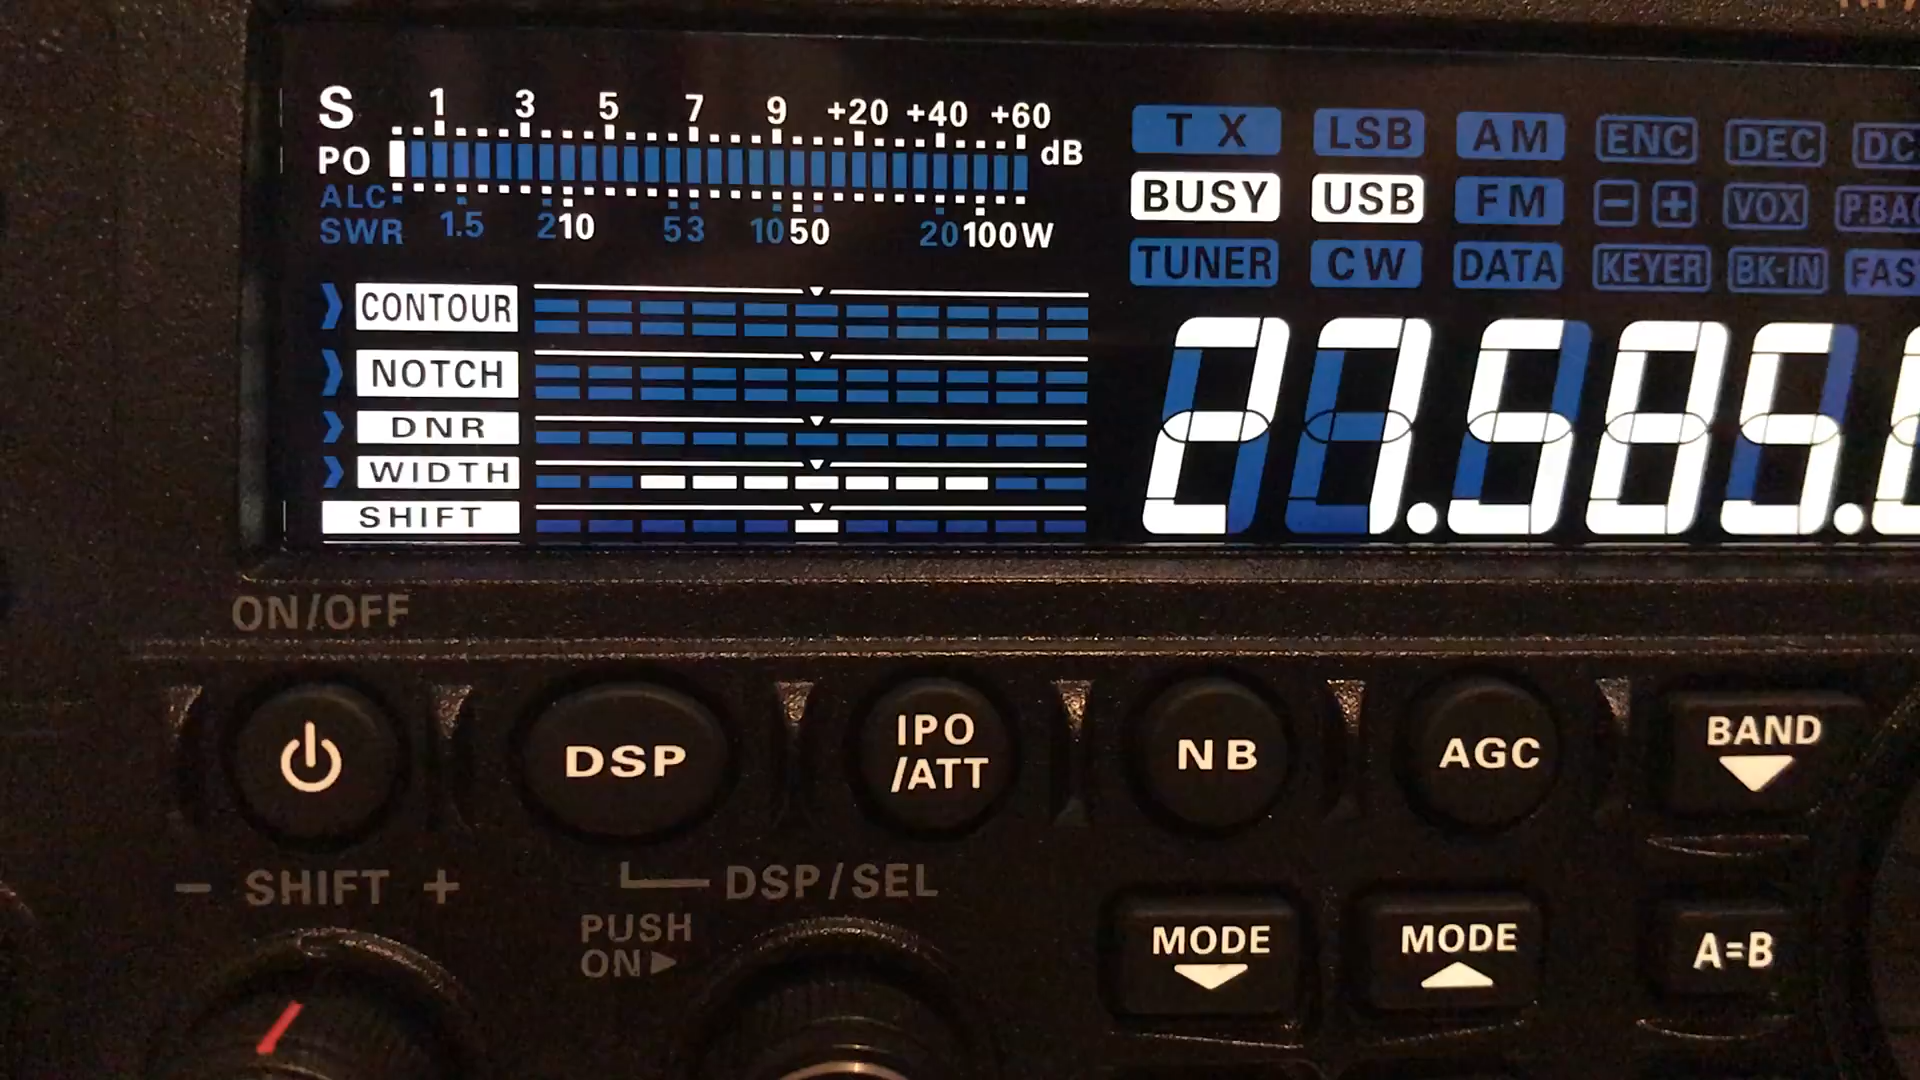 S 1 3 5 7 9 +20 +40 +60 dB
PO
ALC
SWR 1.5 2 10 5 3 10 50 20 100W
TX LSB AM ENC DEC
BUSY USB FM − + VOX
TUNER CW DATA KEYER BK-IN
CONTOUR
NOTCH
DNR
WIDTH
SHIFT
27.585.
ON/OFF
DSP
IPO
/ATT
NB
AGC
BAND
− SHIFT +
DSP/SEL
PUSH
ON
MODE
MODE
A=B